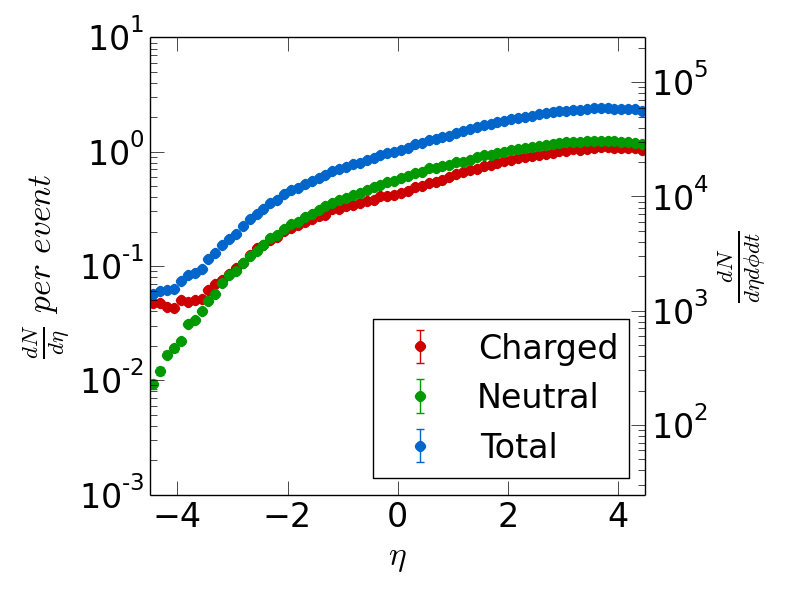 10^1
10^0
10^-1
10^-2
10^-3
dN/dη per event
10^5
10^4
10^3
10^2
dN/dηdϕdt
Charged
Neutral
Total
−4 −2 0 2 4
η